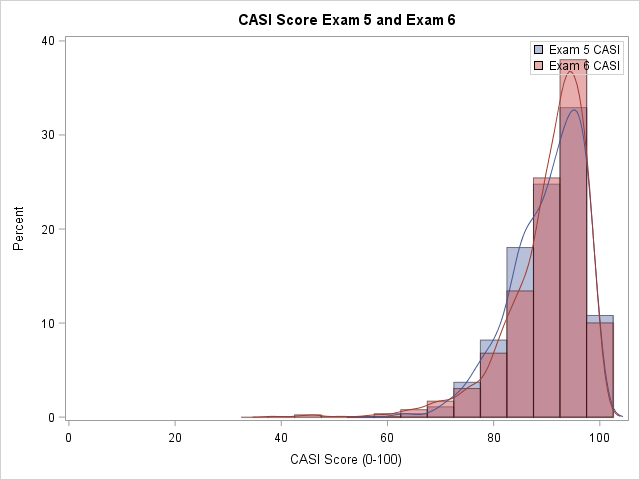 CASI Score Exam 5 and Exam 6
Exam 5 CASI
Exam 6 CASI
40
30
20
10
0
Percent
0 20 40 60 80 100
CASI Score (0-100)